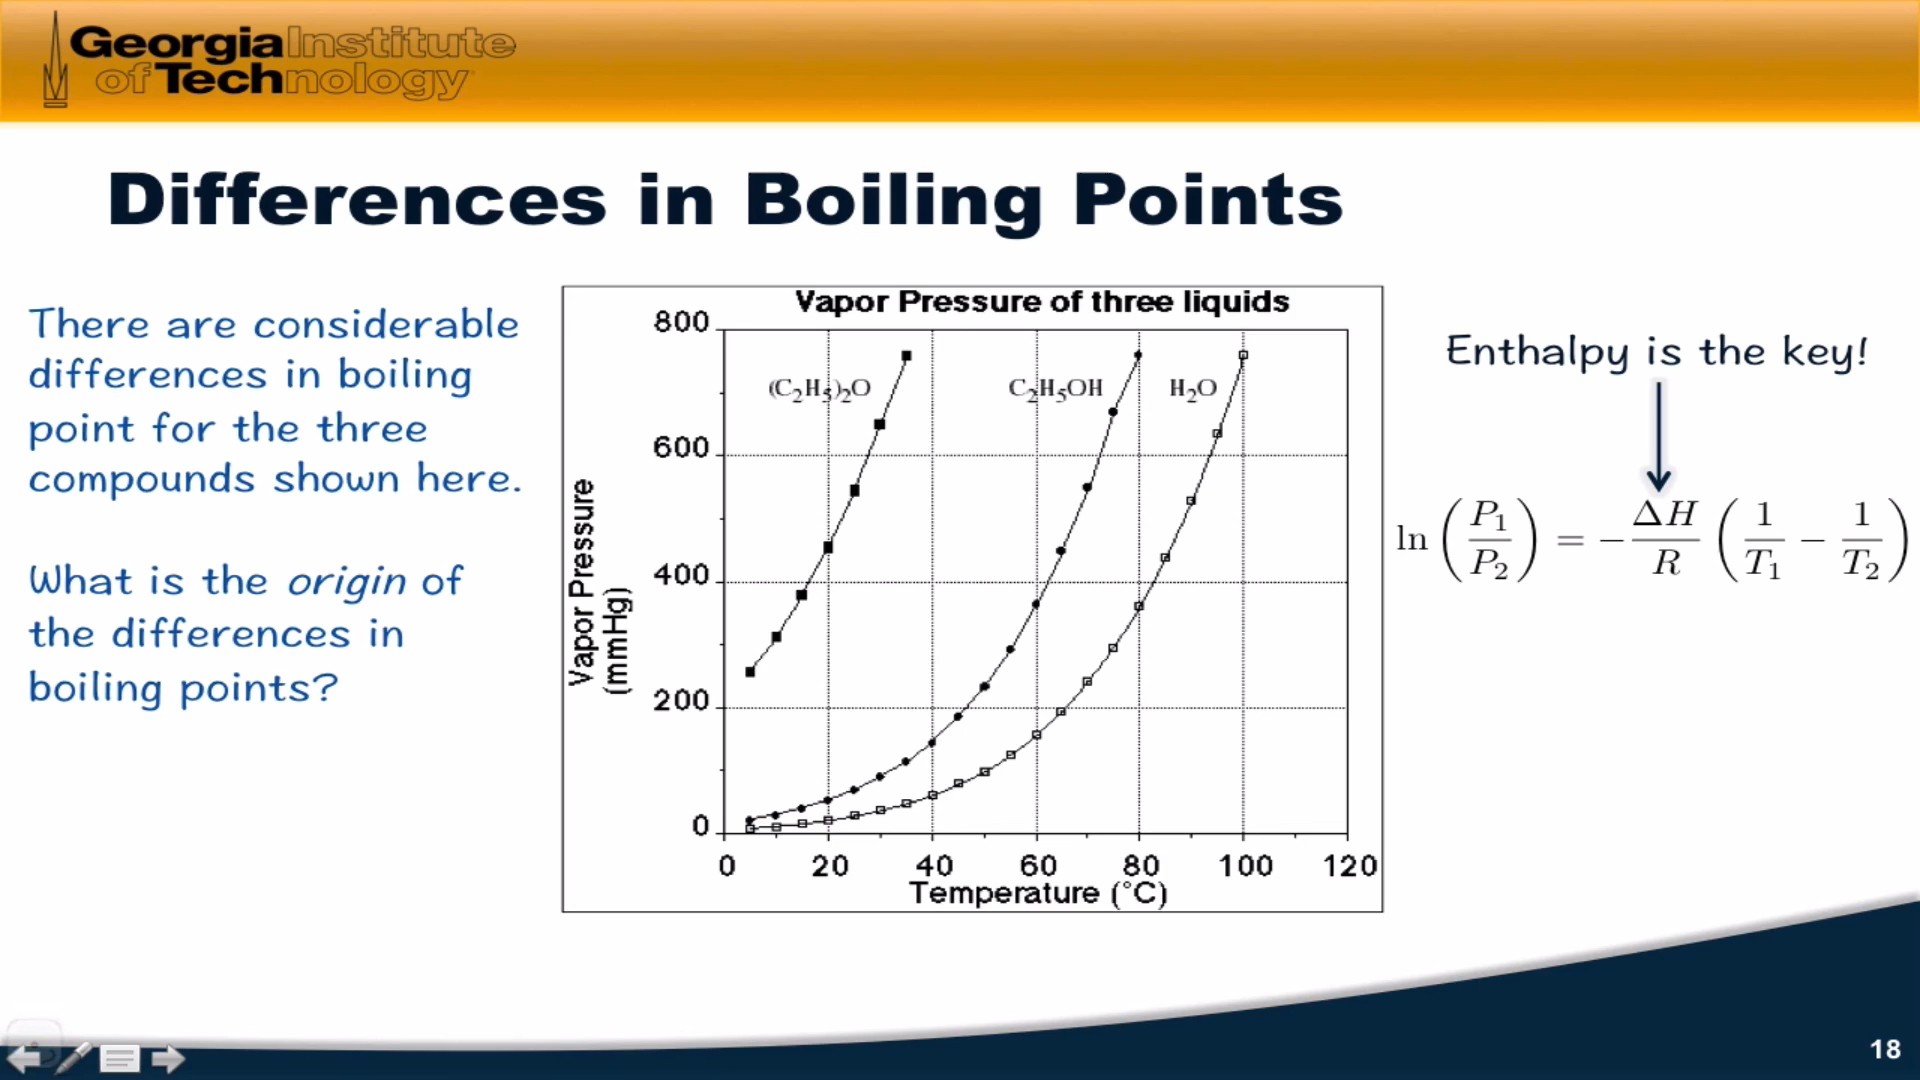 Georgia Institute
of Technology
Differences in Boiling Points
There are considerable
differences in boiling
point for the three
compounds shown here.
What is the origin of
the differences in
boiling points?
Vapor Pressure of three liquids
800
600
400
200
0
Vapor Pressure
(mmHg)
(C₂H₅)₂O
C₂H₅OH
H₂O
0 20 40 60 80 100 120
Temperature (°C)
Enthalpy is the key!
ln (P₁/P₂) = −ΔH/R (1/T₁ − 1/T₂)
18